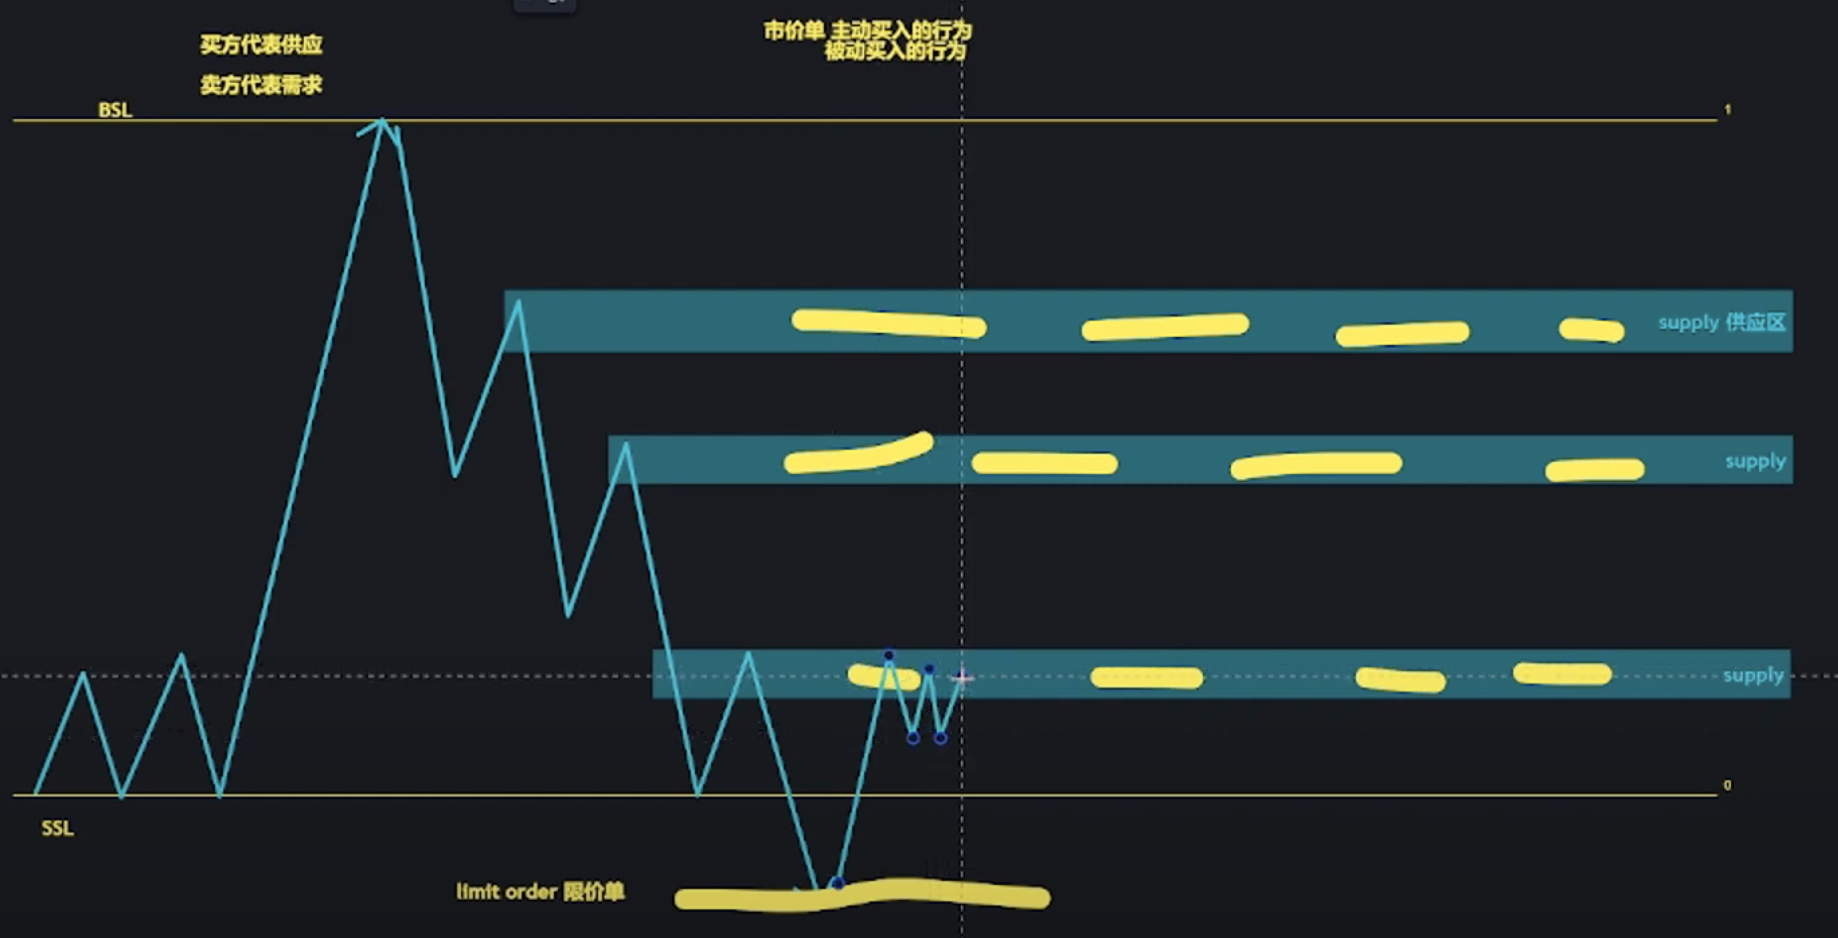 买方代表供应
卖方代表需求
市价单 主动买入的行为
被动买入的行为
BSL
1
supply 供应区
supply
supply
0
SSL
limit order 限价单